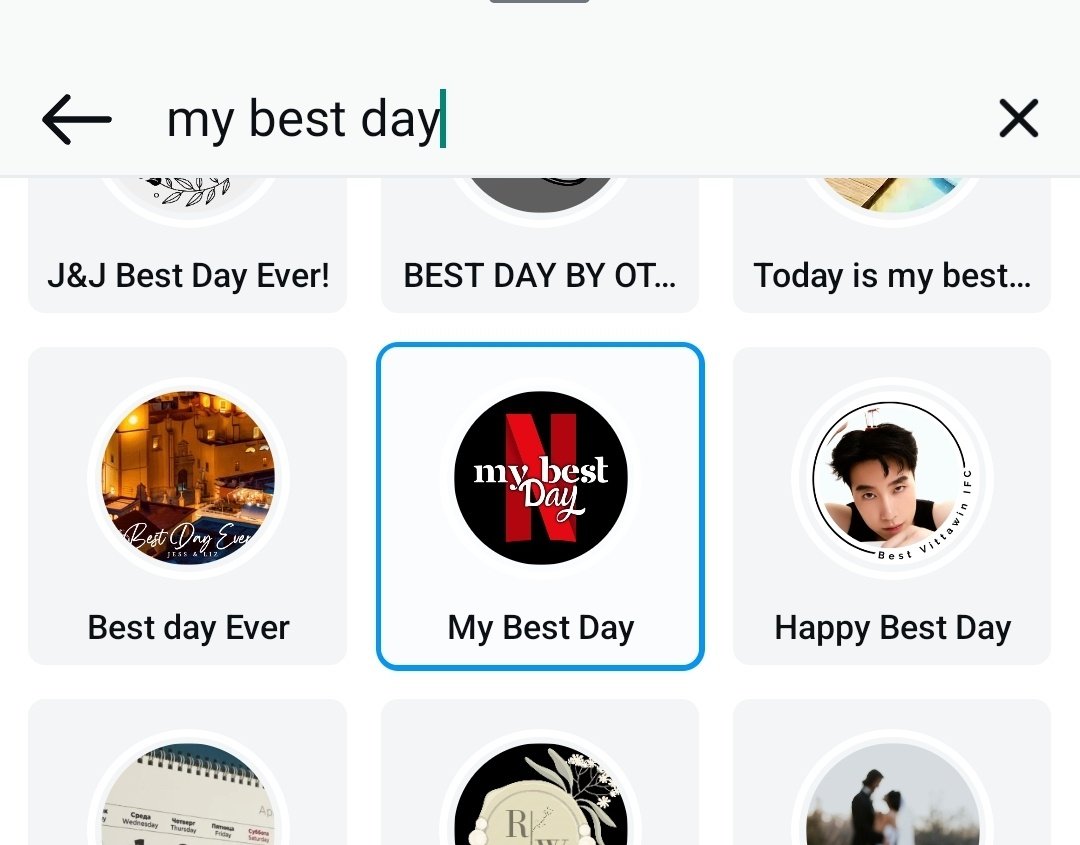 my best day
J&J Best Day Ever!
BEST DAY BY OT...
Today is my best...
Best Day Ever
JESS & LIZ
my best
Day
Best Vittawin IFC
Best day Ever
My Best Day
Happy Best Day
Ap
Среда
Wednesday
Четверг
Thursday
Пятница
Friday
Суббота
Saturday
R
W